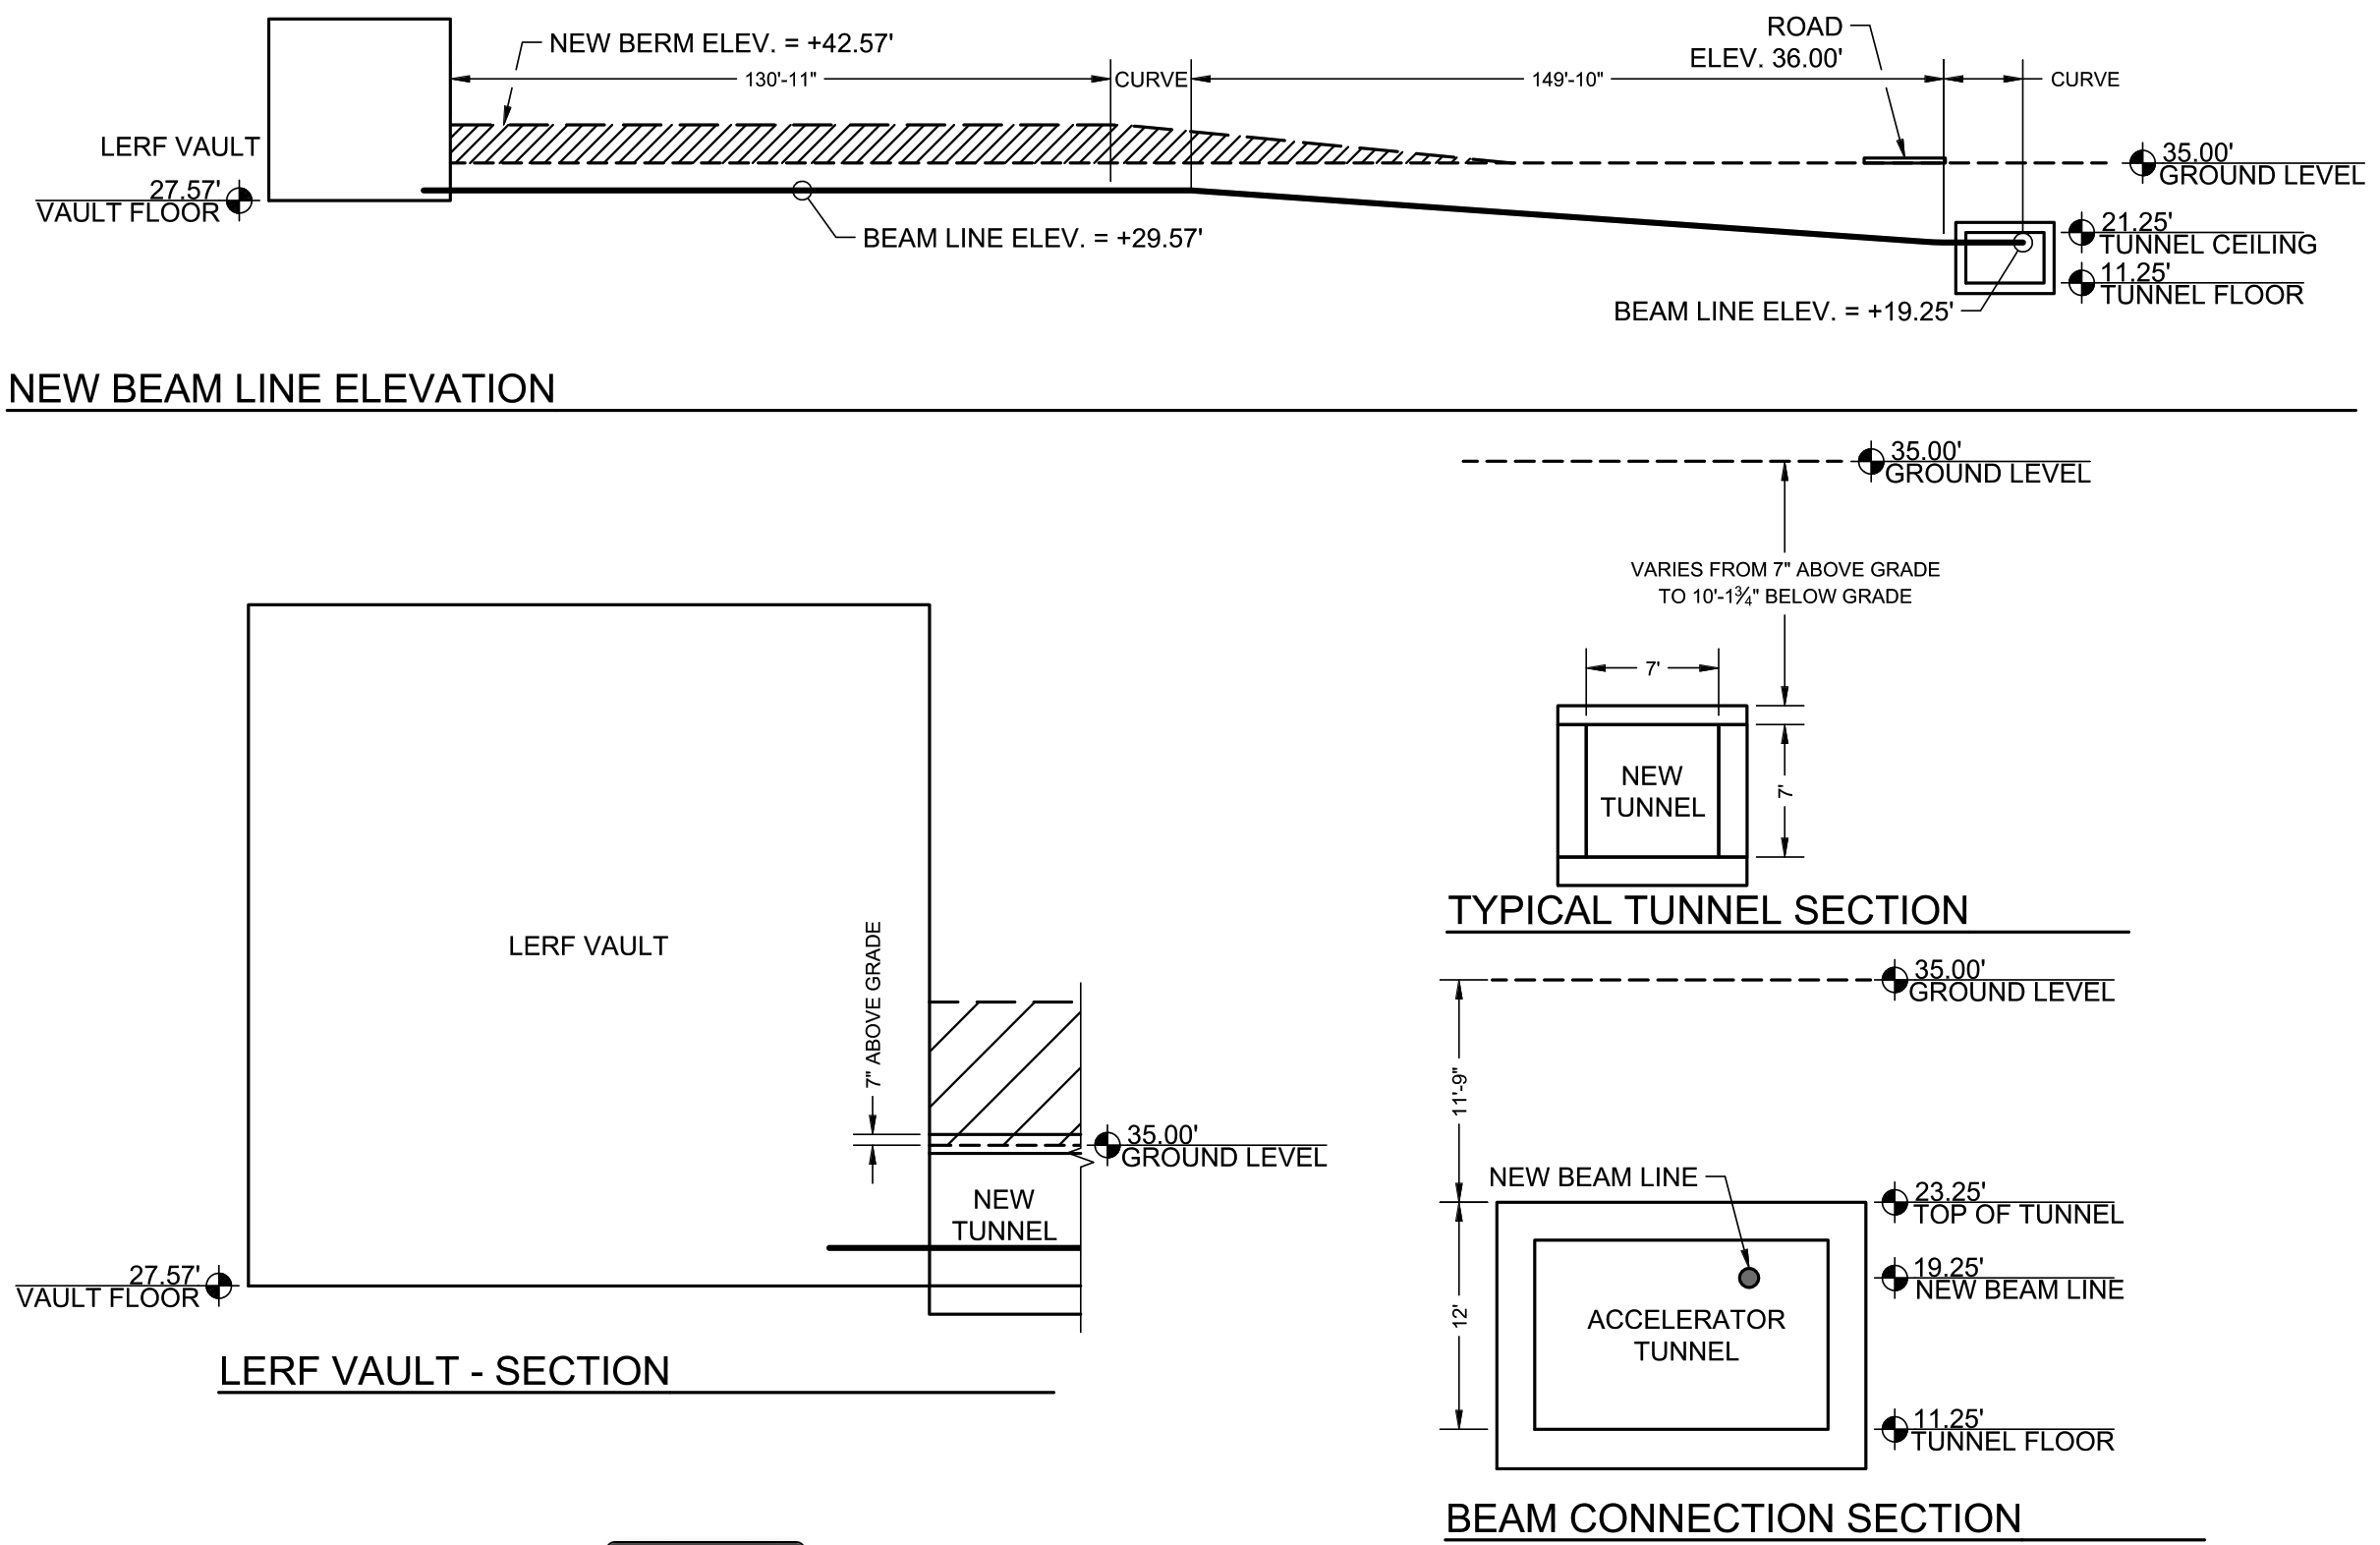 NEW BERM ELEV. = +42.57'
ROAD
ELEV. 36.00'
130'-11"
CURVE
149'-10"
CURVE
LERF VAULT
27.57'
VAULT FLOOR
BEAM LINE ELEV. = +29.57'
35.00'
GROUND LEVEL
21.25'
TUNNEL CEILING
11.25'
TUNNEL FLOOR
BEAM LINE ELEV. = +19.25'
NEW BEAM LINE ELEVATION
LERF VAULT
7" ABOVE GRADE
35.00'
GROUND LEVEL
NEW
TUNNEL
27.57'
VAULT FLOOR
LERF VAULT - SECTION
35.00'
GROUND LEVEL
VARIES FROM 7" ABOVE GRADE
TO 10'-1¾" BELOW GRADE
7'
NEW
TUNNEL
7'
TYPICAL TUNNEL SECTION
35.00'
GROUND LEVEL
11'-9"
NEW BEAM LINE
23.25'
TOP OF TUNNEL
19.25'
NEW BEAM LINE
12'
ACCELERATOR
TUNNEL
11.25'
TUNNEL FLOOR
BEAM CONNECTION SECTION